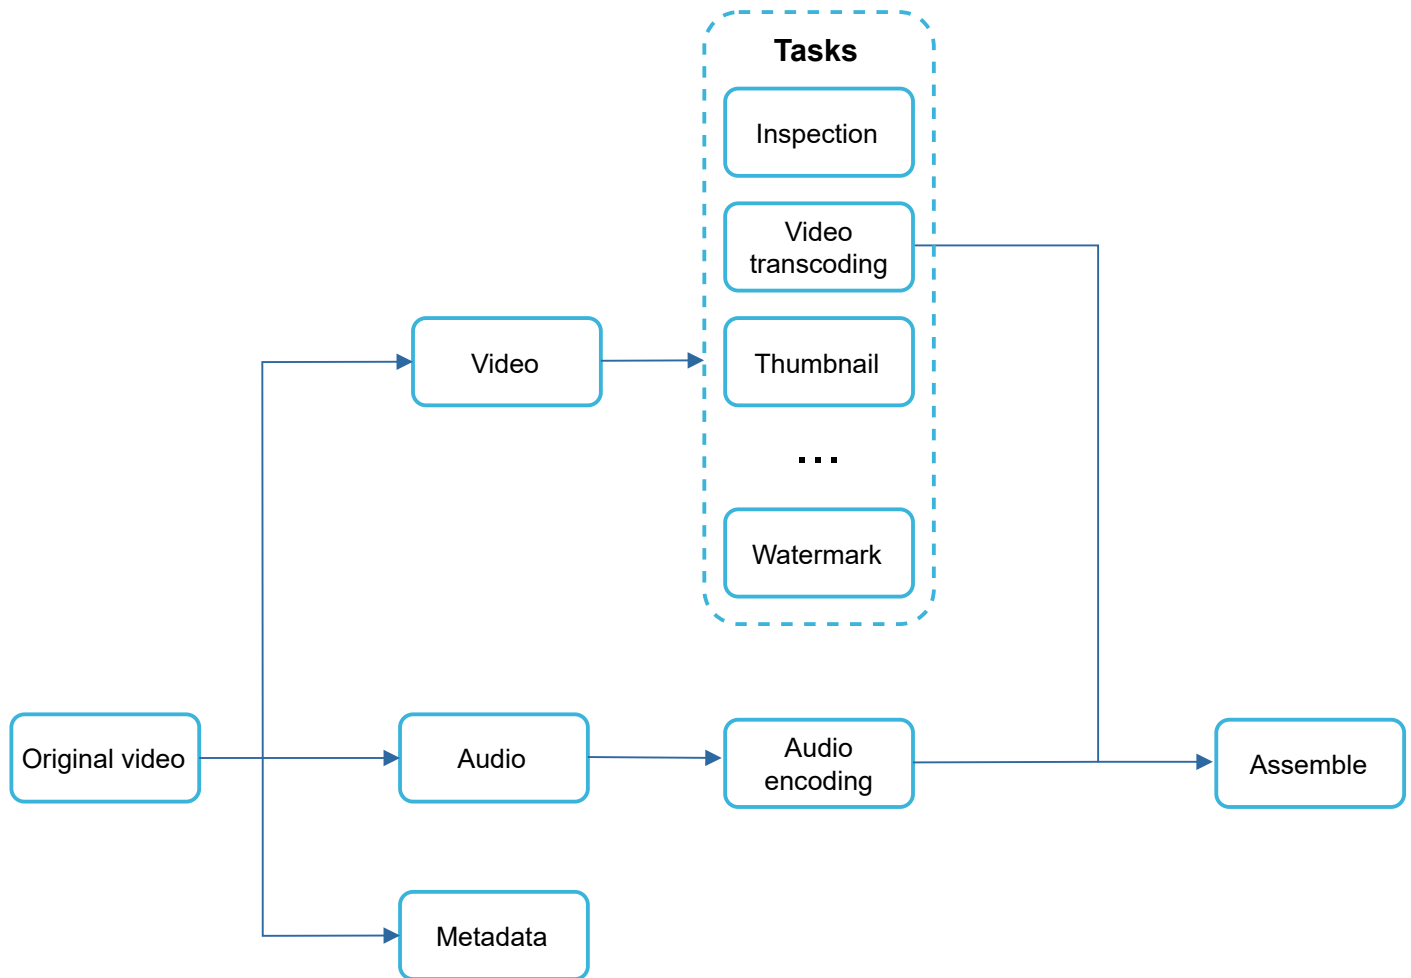 Tasks
Inspection
Video
transcoding
Video
Thumbnail
...
Watermark
Original video
Audio
Audio
encoding
Assemble
Metadata